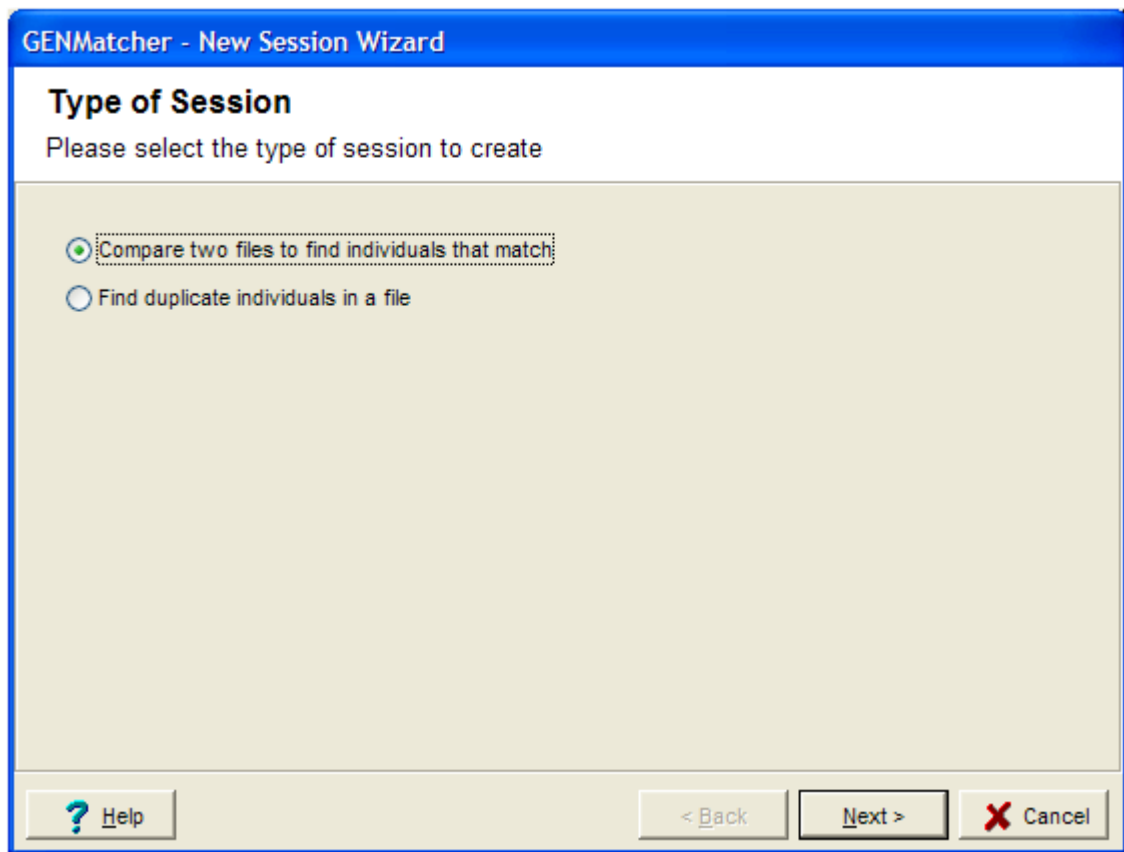 GENMatcher - New Session Wizard
Type of Session
Please select the type of session to create
Compare two files to find individuals that match
Find duplicate individuals in a file
? Help
< Back
Next >
Cancel